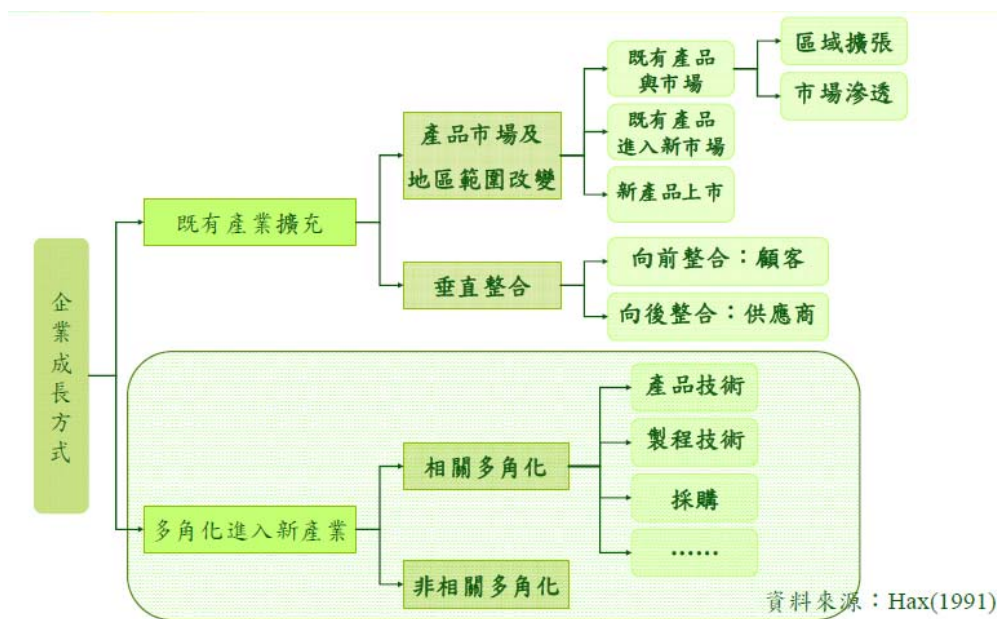 企業成長方式
既有產業擴充
產品市場及
地區範圍改變
既有產品
與市場
區域擴張
市場滲透
既有產品
進入新市場
新產品上市
垂直整合
向前整合：顧客
向後整合：供應商
多角化進入新產業
相關多角化
產品技術
製程技術
採購
……
非相關多角化
資料來源：Hax(1991)